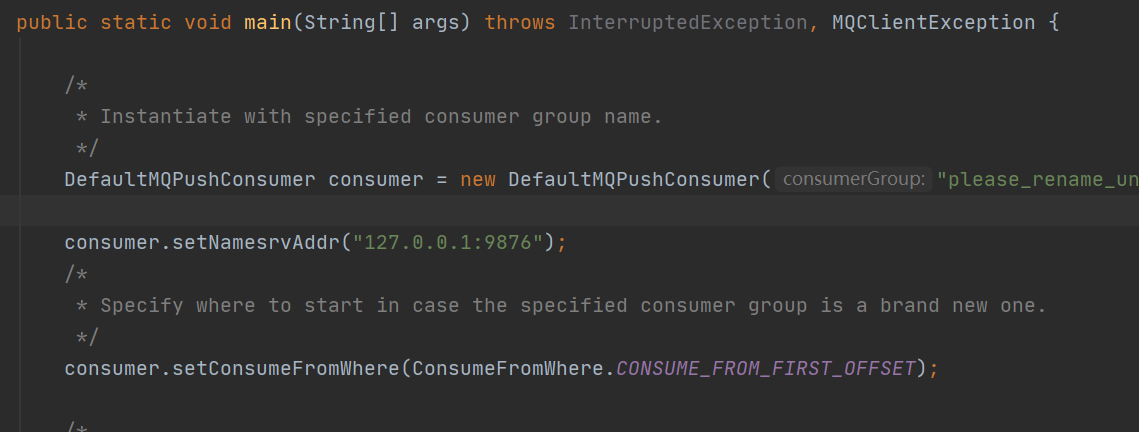 public static void main(String[] args) throws InterruptedException, MQClientException {
/*
* Instantiate with specified consumer group name.
*/
DefaultMQPushConsumer consumer = new DefaultMQPushConsumer( consumerGroup: "please_rename_un
consumer.setNamesrvAddr("127.0.0.1:9876");
/*
* Specify where to start in case the specified consumer group is a brand new one.
*/
consumer.setConsumeFromWhere(ConsumeFromWhere.CONSUME_FROM_FIRST_OFFSET);
/*